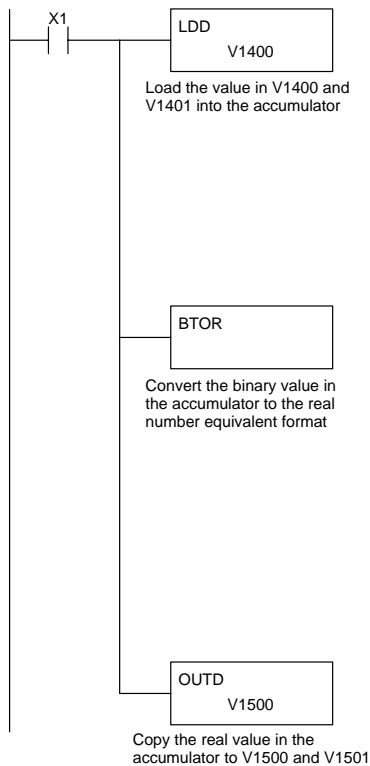 X1
LDD
V1400
Load the value in V1400 and
V1401 into the accumulator
BTOR
Convert the binary value in
the accumulator to the real
number equivalent format
OUTD
V1500
Copy the real value in the
accumulator to V1500 and V1501